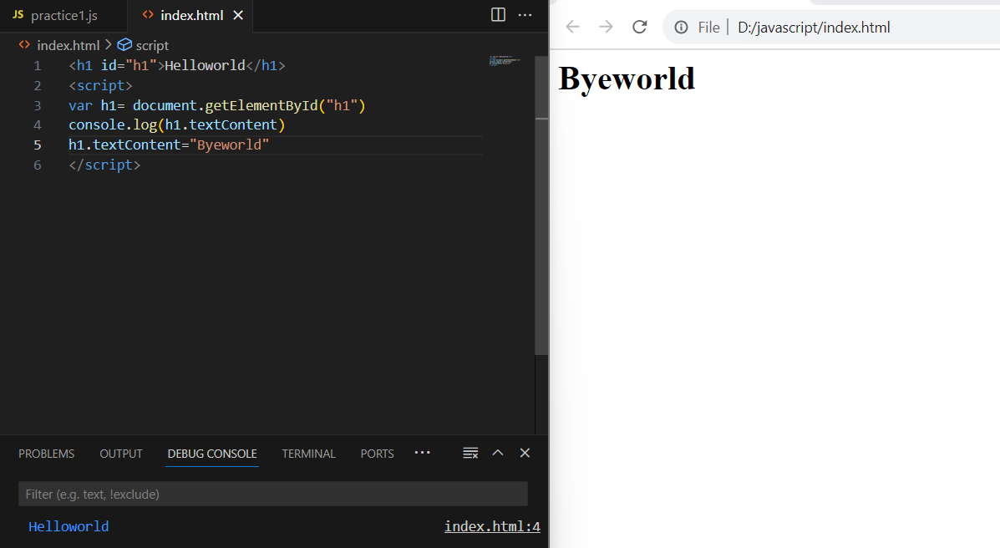 JS practice1.js <> index.html
<> index.html > script
1 <h1 id="h1">Helloworld</h1>
2 <script>
3 var h1= document.getElementById("h1")
4 console.log(h1.textContent)
5 h1.textContent="Byeworld"
6 </script>
PROBLEMS OUTPUT DEBUG CONSOLE TERMINAL PORTS
Filter (e.g. text, !exclude)
Helloworld index.html:4
File | D:/javascript/index.html
Byeworld